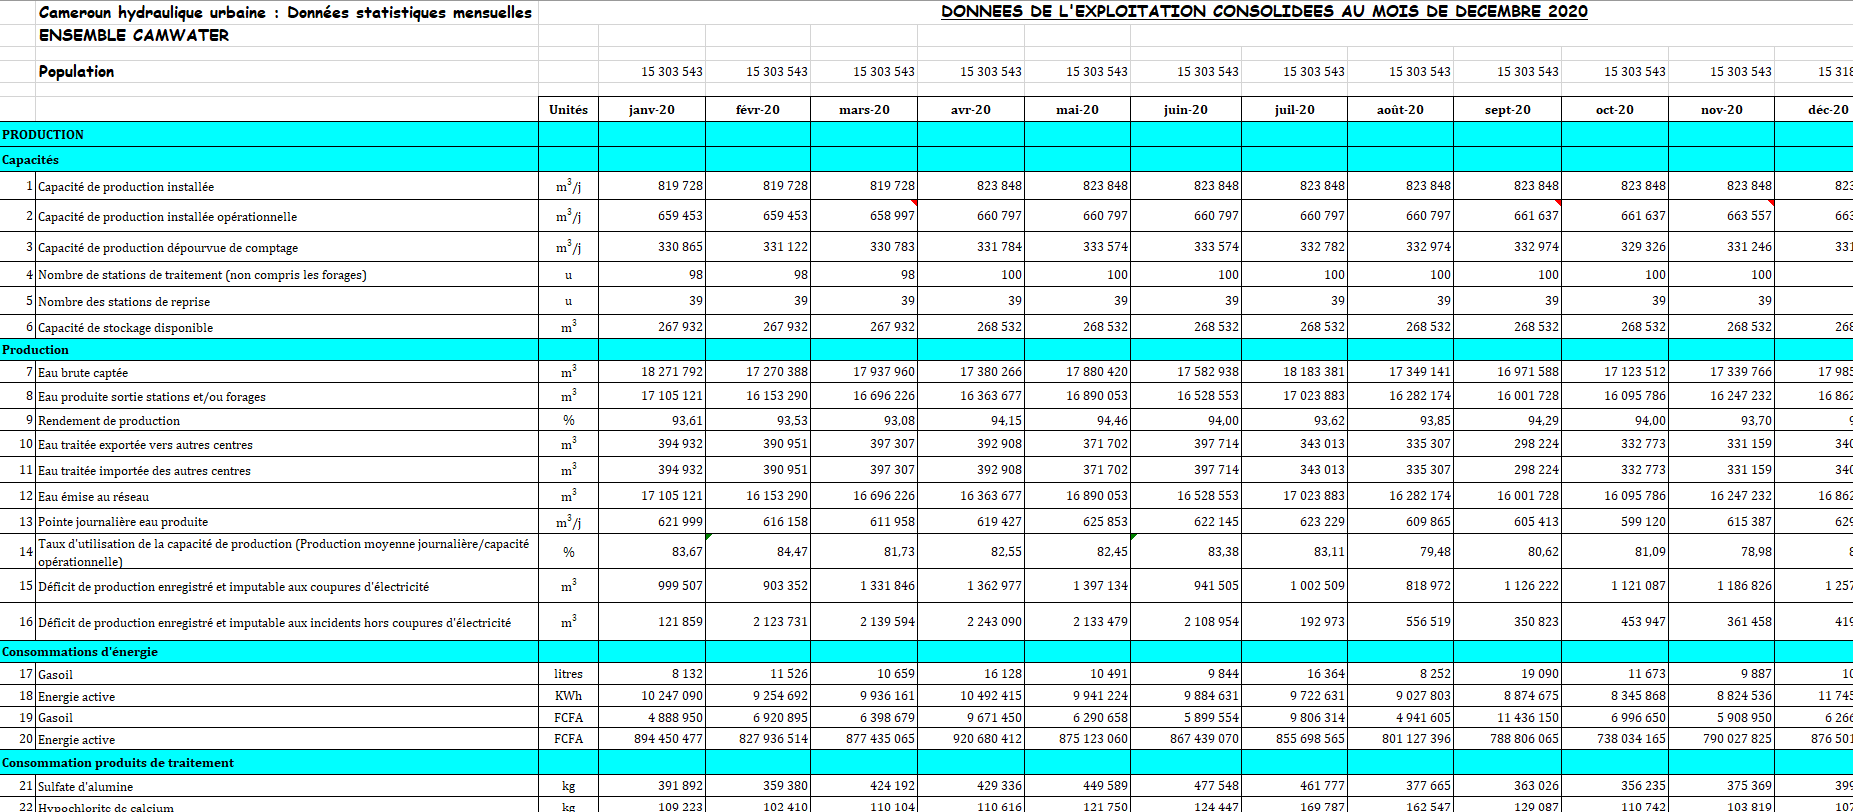 Cameroun hydraulique urbaine : Données statistiques mensuelles DONNEES DE L'EXPLOITATION CONSOLIDEES AU MOIS DE DECEMBRE 2020
ENSEMBLE CAMWATER
Population 15 303 543 15 303 543 15 303 543 15 303 543 15 303 543 15 303 543 15 303 543 15 303 543 15 303 543 15 303 543 15 303 543 15 318
Unités janv-20 févr-20 mars-20 avr-20 mai-20 juin-20 juil-20 août-20 sept-20 oct-20 nov-20 déc-20
PRODUCTION
Capacités
1 Capacité de production installée m³/j 819 728 819 728 819 728 823 848 823 848 823 848 823 848 823 848 823 848 823 848 823 848 823
2 Capacité de production installée opérationnelle m³/j 659 453 659 453 658 997 660 797 660 797 660 797 660 797 660 797 661 637 661 637 663 557 663
3 Capacité de production dépourvue de comptage m³/j 330 865 331 122 330 783 331 784 333 574 333 574 332 782 332 974 332 974 329 326 331 246 331
4 Nombre de stations de traitement (non compris les forages) u 98 98 98 100 100 100 100 100 100 100 100
5 Nombre des stations de reprise u 39 39 39 39 39 39 39 39 39 39 39
6 Capacité de stockage disponible m³ 267 932 267 932 267 932 268 532 268 532 268 532 268 532 268 532 268 532 268 532 268 532 268
Production
7 Eau brute captée m³ 18 271 792 17 270 388 17 937 960 17 380 266 17 880 420 17 582 938 18 183 381 17 349 141 16 971 588 17 123 512 17 339 766 17 985
8 Eau produite sortie stations et/ou forages m³ 17 105 121 16 153 290 16 696 226 16 363 677 16 890 053 16 528 553 17 023 883 16 282 174 16 001 728 16 095 786 16 247 232 16 862
9 Rendement de production % 93,61 93,53 93,08 94,15 94,46 94,00 93,62 93,85 94,29 94,00 93,70
10 Eau traitée exportée vers autres centres m³ 394 932 390 951 397 307 392 908 371 702 397 714 343 013 335 307 298 224 332 773 331 159 340
11 Eau traitée importée des autres centres m³ 394 932 390 951 397 307 392 908 371 702 397 714 343 013 335 307 298 224 332 773 331 159 340
12 Eau émise au réseau m³ 17 105 121 16 153 290 16 696 226 16 363 677 16 890 053 16 528 553 17 023 883 16 282 174 16 001 728 16 095 786 16 247 232 16 862
13 Pointe journalière eau produite m³/j 621 999 616 158 611 958 619 427 625 853 622 145 623 229 609 865 605 413 599 120 615 387 629
14 Taux d'utilisation de la capacité de production (Production moyenne journalière/capacité
opérationnelle) % 83,67 84,47 81,73 82,55 82,45 83,38 83,11 79,48 80,62 81,09 78,98
15 Déficit de production enregistré et imputable aux coupures d'électricité m³ 999 507 903 352 1 331 846 1 362 977 1 397 134 941 505 1 002 509 818 972 1 126 222 1 121 087 1 186 826 1 257
16 Déficit de production enregistré et imputable aux incidents hors coupures d'électricité m³ 121 859 2 123 731 2 139 594 2 243 090 2 133 479 2 108 954 192 973 556 519 350 823 453 947 361 458 419
Consommations d'énergie
17 Gasoil litres 8 132 11 526 10 659 16 128 10 491 9 844 16 364 8 252 19 090 11 673 9 887 10
18 Energie active KWh 10 247 090 9 254 692 9 936 161 10 492 415 9 941 224 9 884 631 9 722 631 9 027 803 8 874 675 8 345 868 8 824 536 11 745
19 Gasoil FCFA 4 888 950 6 920 895 6 398 679 9 671 450 6 290 658 5 899 554 9 806 314 4 941 605 11 436 150 6 996 650 5 908 950 6 266
20 Energie active FCFA 894 450 477 827 936 514 877 435 065 920 680 412 875 123 060 867 439 070 855 698 565 801 127 396 788 806 065 738 034 165 790 027 825 876 501
Consommation produits de traitement
21 Sulfate d'alumine kg 391 892 359 380 424 192 429 336 449 589 477 548 461 777 377 665 363 026 356 235 375 369 399
22 Hypochlorite de calcium kg 109 223 102 410 110 104 110 616 121 750 124 447 169 787 162 547 129 087 110 742 103 819 107